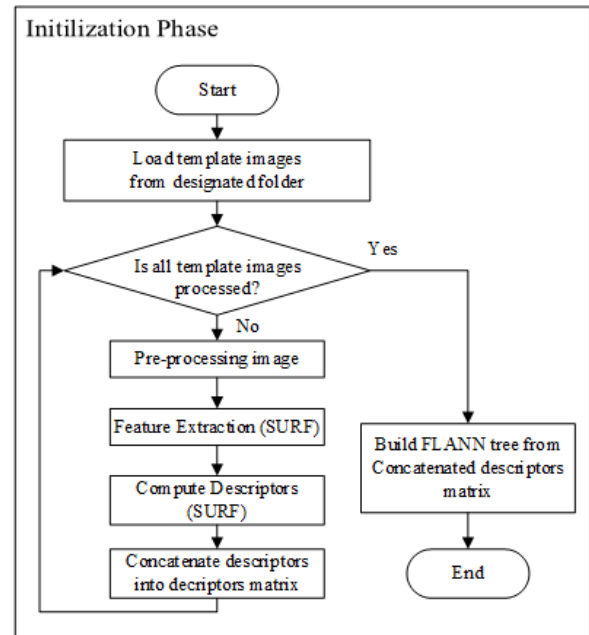 Initilization Phase
Start
Load template images
from designated folder
Is all template images
processed?
Yes
No
Pre-processing image
Feature Extraction (SURF)
Compute Descriptors
(SURF)
Concatenate descriptors
into decriptors matrix
Build FLANN tree from
Concatenated descriptors
matrix
End